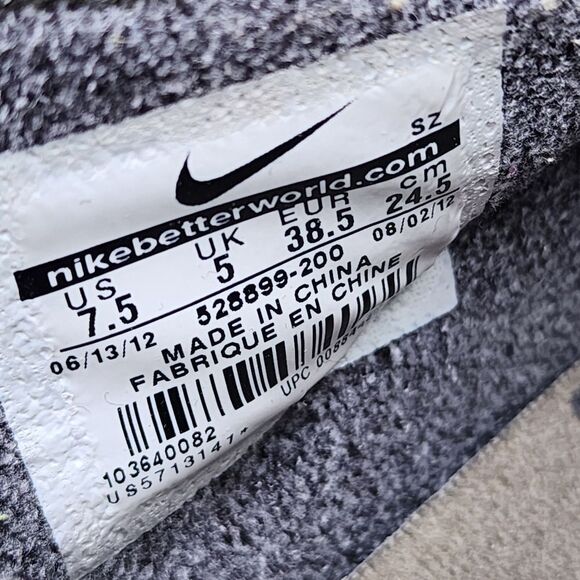 SZ
nikebetterworld.com
US UK EUR cm
7.5 5 38.5 24.5
06/13/12 528899-200 08/02/12
MADE IN CHINA
FABRIQUE EN CHINE
UPC
103640082
US5713147*